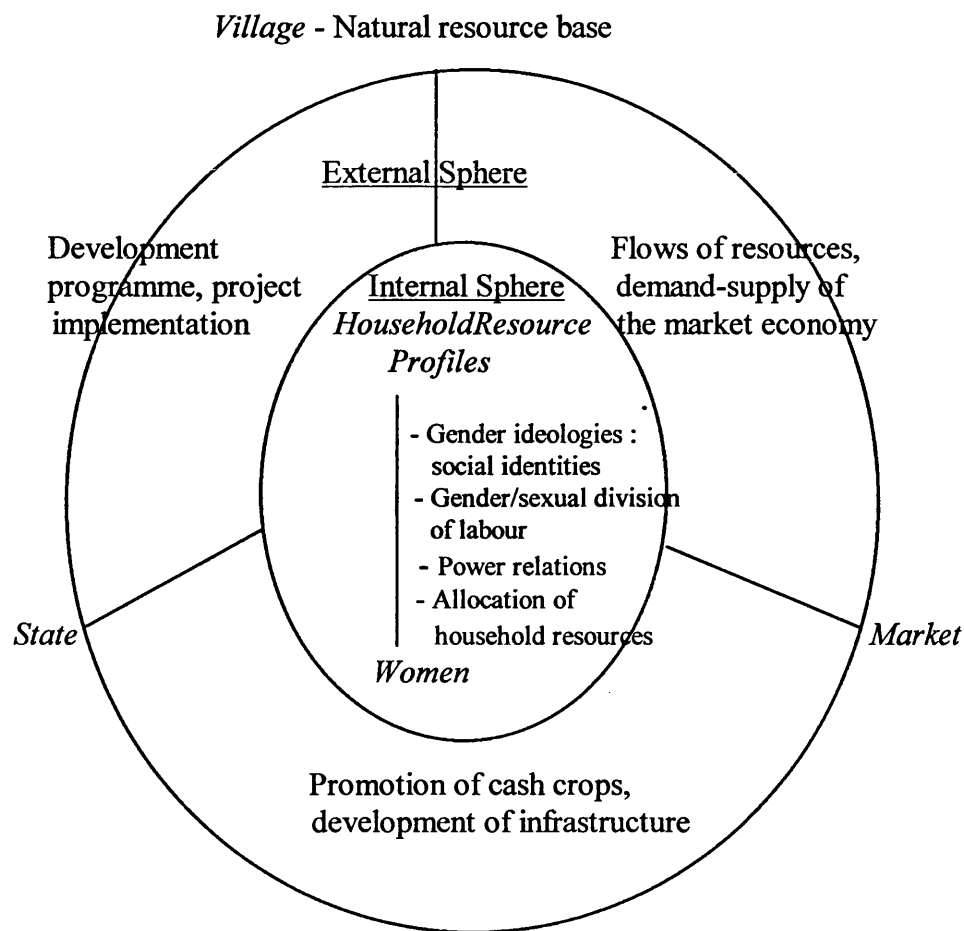 Village - Natural resource base
External Sphere
Development
programme, project
implementation
Flows of resources,
demand-supply of
the market economy
Internal Sphere
HouseholdResource
Profiles
- Gender ideologies :
social identities
- Gender/sexual division
of labour
- Power relations
- Allocation of
household resources
Women
State
Market
Promotion of cash crops,
development of infrastructure